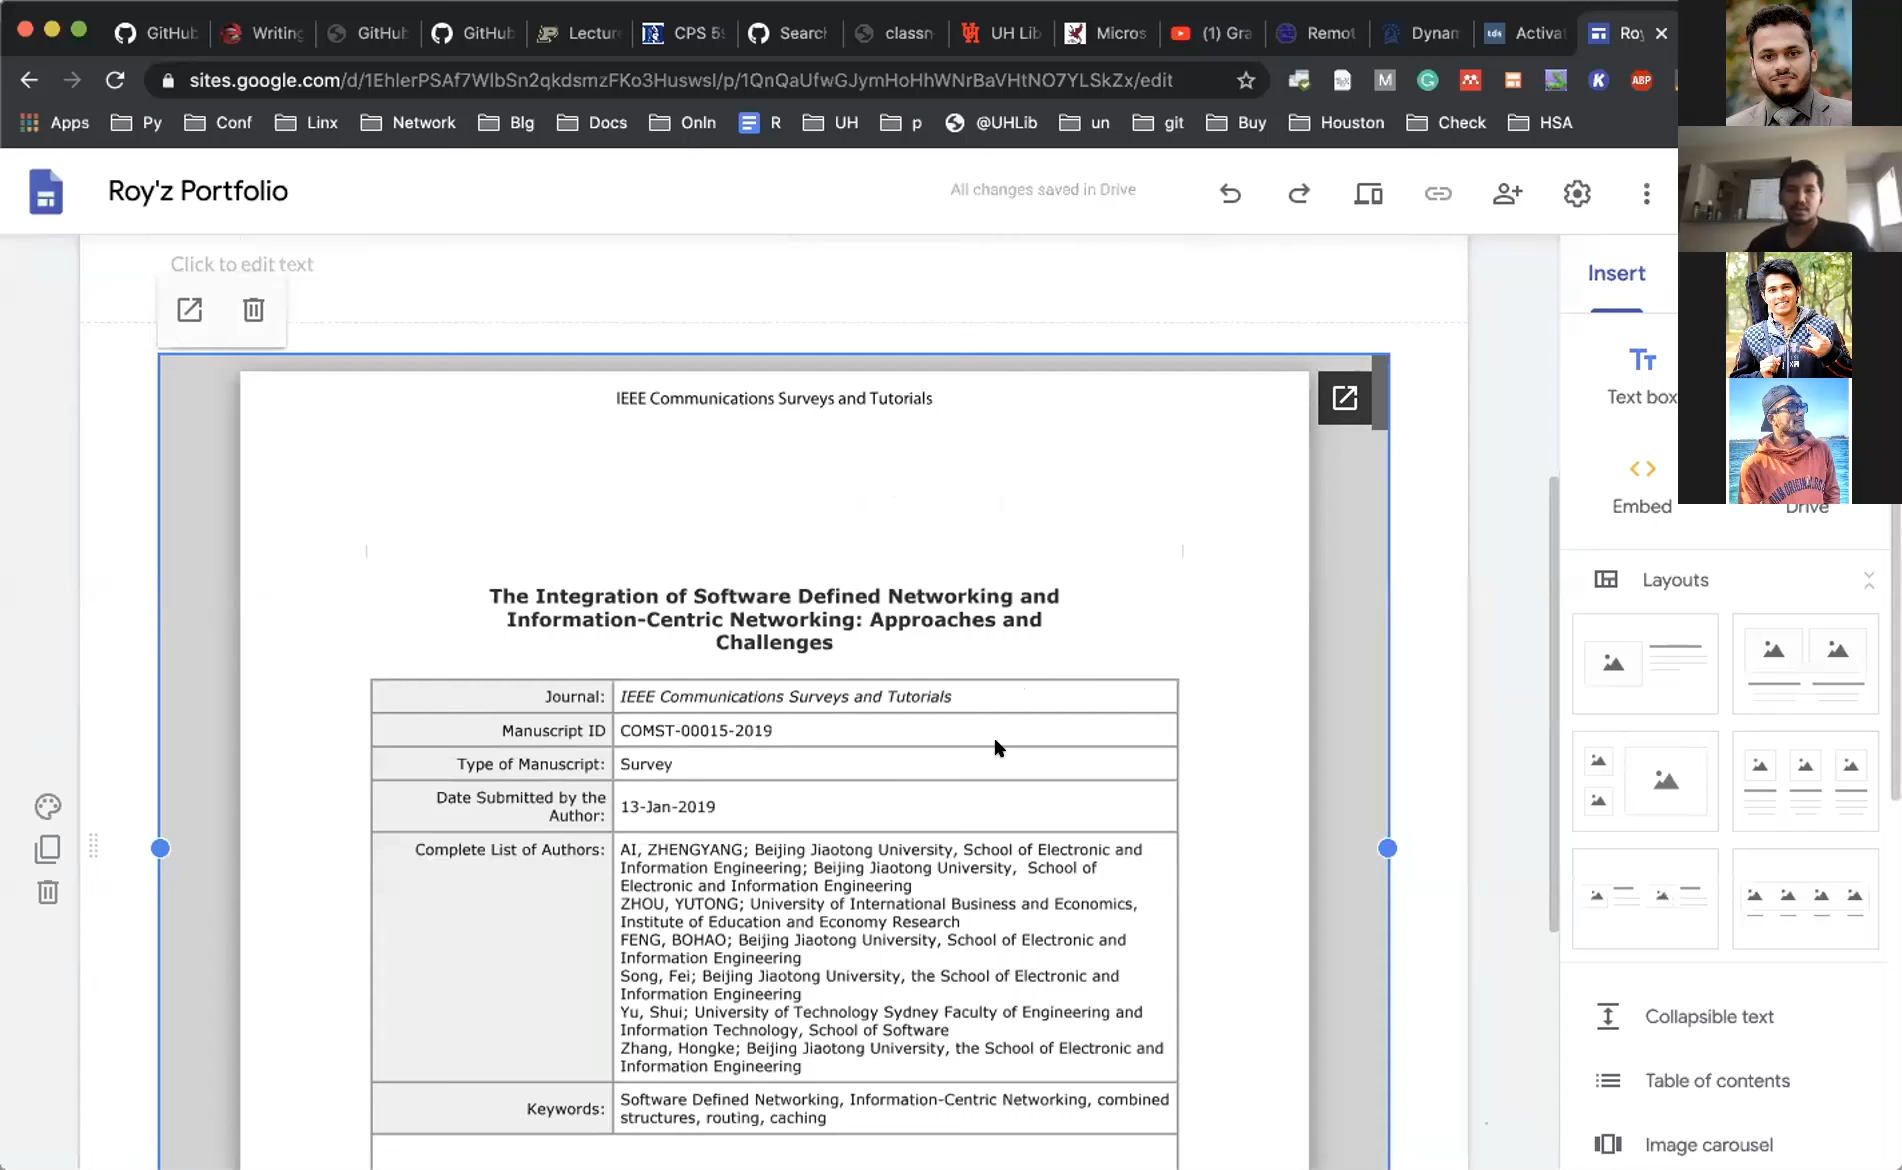 GitHub
Writing
GitHub
GitHub
Lecture
CPS 5
Search
classn
UH Lib
Micros
(1) Gra
Remot
Dynam
Activat
Roy
sites.google.com/d/1EhlerPSAf7WIbSn2qkdsmzFKo3Huswsl/p/1QnQaUfwGJymHoHhWNrBaVHtNO7YLSkZx/edit
Apps
Py
Conf
Linx
Network
Blg
Docs
Onln
R
UH
p
@UHLib
un
git
Buy
Houston
Check
HSA
Roy'z Portfolio
All changes saved in Drive
Click to edit text
Insert
Text box
Embed
Drive
Layouts
Collapsible text
Table of contents
Image carousel
IEEE Communications Surveys and Tutorials
The Integration of Software Defined Networking and
Information-Centric Networking: Approaches and
Challenges
Journal: IEEE Communications Surveys and Tutorials
Manuscript ID COMST-00015-2019
Type of Manuscript: Survey
Date Submitted by the
Author: 13-Jan-2019
Complete List of Authors: AI, ZHENGYANG; Beijing Jiaotong University, School of Electronic and
Information Engineering; Beijing Jiaotong University, School of
Electronic and Information Engineering
ZHOU, YUTONG; University of International Business and Economics,
Institute of Education and Economy Research
FENG, BOHAO; Beijing Jiaotong University, School of Electronic and
Information Engineering
Song, Fei; Beijing Jiaotong University, the School of Electronic and
Information Engineering
Yu, Shui; University of Technology Sydney Faculty of Engineering and
Information Technology, School of Software
Zhang, Hongke; Beijing Jiaotong University, the School of Electronic and
Information Engineering
Keywords: Software Defined Networking, Information-Centric Networking, combined
structures, routing, caching